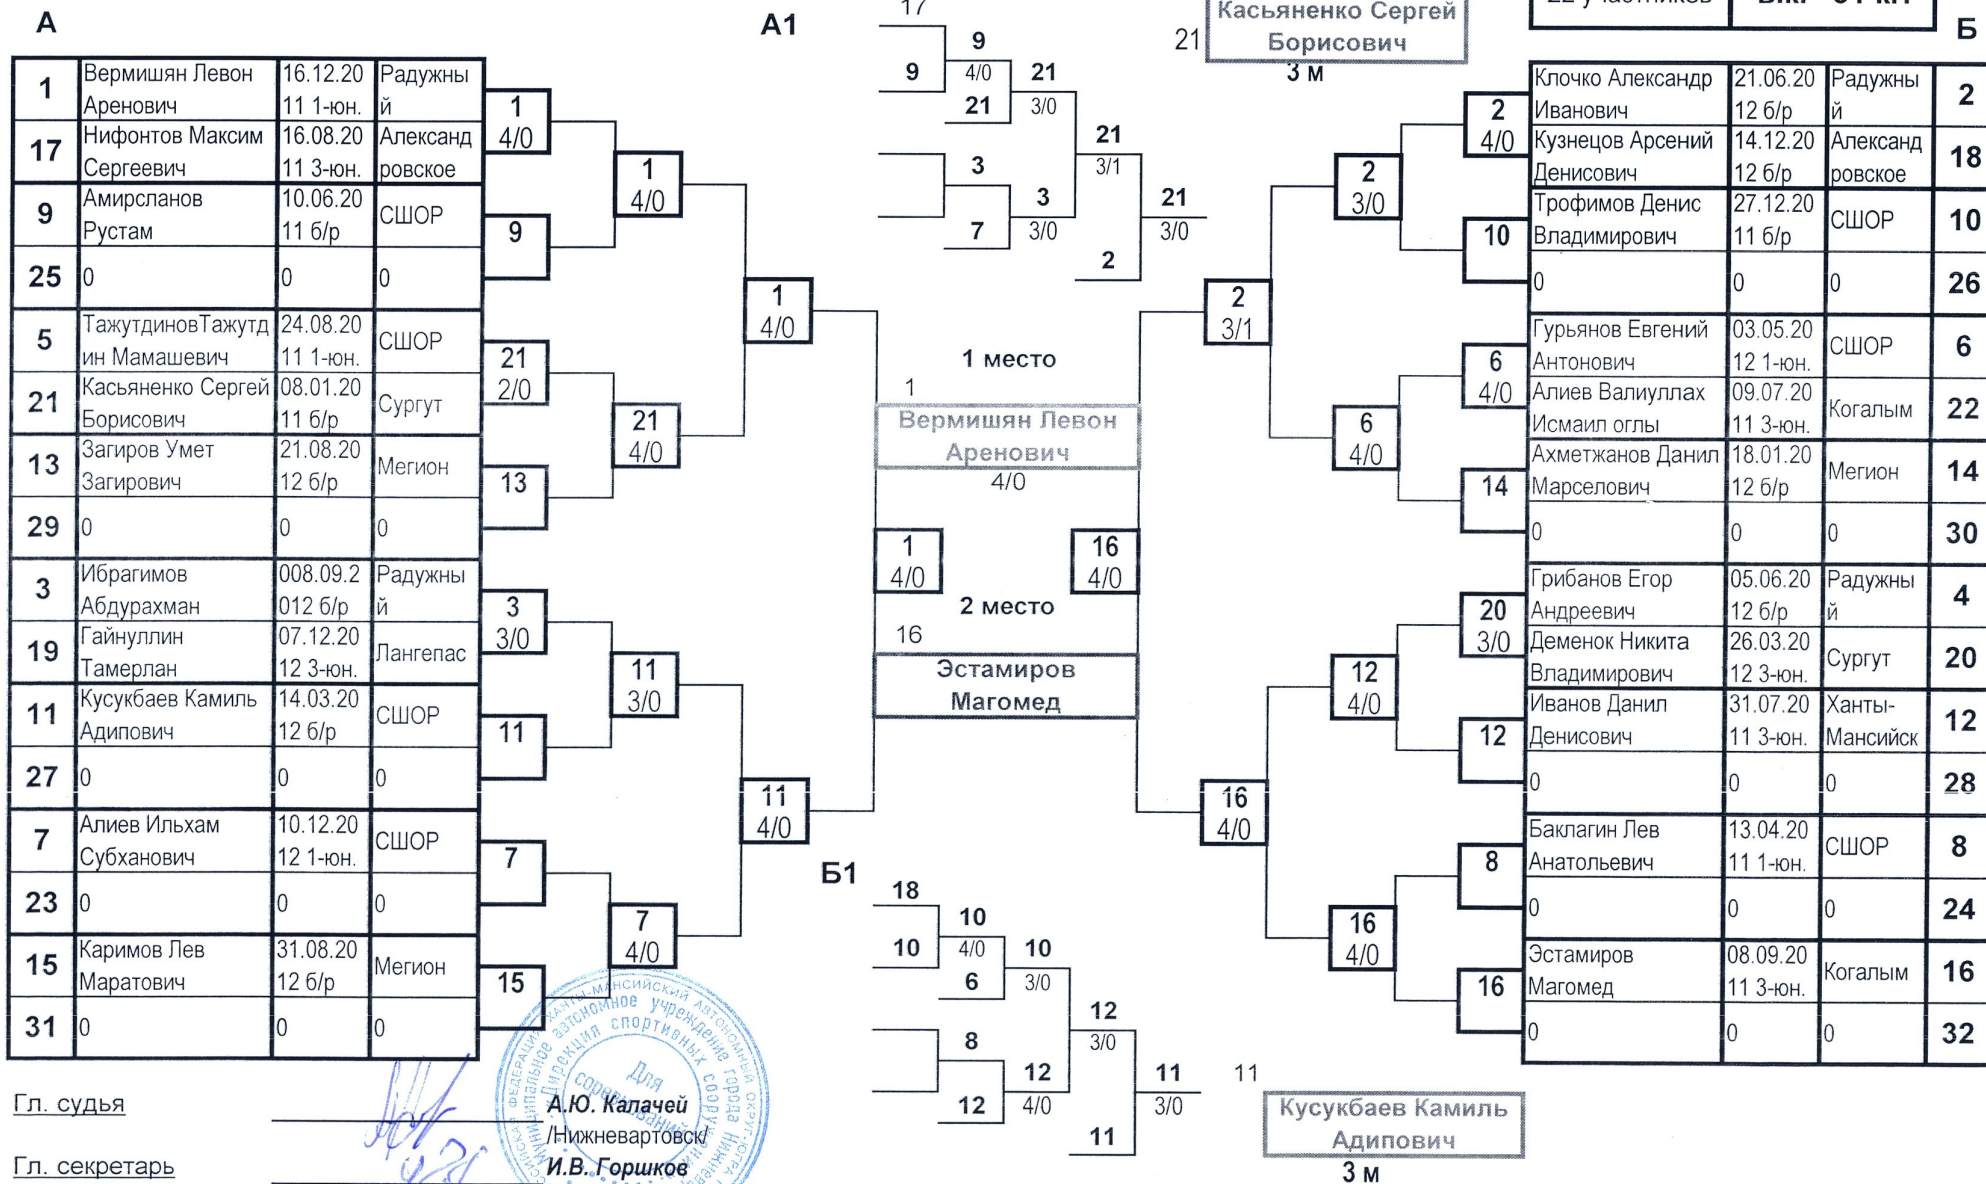 А
А1
17
9
9
4/0
21
21
3/0
3
3
7
3/0
21
3/1
21
3/0
2
21
Касьяненко Сергей
Борисович
3 м
22 участников
Б
1
Вермишян Левон
Аренович
16.12.20
11 1-юн.
Радужны
й
17
Нифонтов Максим
Сергеевич
16.08.20
11 3-юн.
Александ
ровское
9
Амирсланов
Рустам
10.06.20
11 б/р
СШОР
25
0
0
0
5
ТажутдиновТажутд
ин Мамашевич
24.08.20
11 1-юн.
СШОР
21
Касьяненко Сергей
Борисович
08.01.20
11 б/р
Сургут
13
Загиров Умет
Загирович
21.08.20
12 б/р
Мегион
29
0
0
0
3
Ибрагимов
Абдурахман
008.09.2
012 б/р
Радужны
й
19
Гайнуллин
Тамерлан
07.12.20
12 3-юн.
Лангепас
11
Кусукбаев Камиль
Адипович
14.03.20
12 б/р
СШОР
27
0
0
0
7
Алиев Ильхам
Субханович
10.12.20
12 1-юн.
СШОР
23
0
0
0
15
Каримов Лев
Маратович
31.08.20
12 б/р
Мегион
31
0
0
0
1
4/0
9
21
2/0
13
3
3/0
11
7
15
1
4/0
21
4/0
11
3/0
7
4/0
1
4/0
11
4/0
1 место
1
Вермишян Левон
Аренович
4/0
1
4/0
16
4/0
2 место
16
Эстамиров
Магомед
2
3/1
16
4/0
2
3/0
6
4/0
12
4/0
16
4/0
2
4/0
10
6
4/0
14
20
3/0
12
8
16
Клочко Александр
Иванович
21.06.20
12 б/р
Радужны
й
2
Кузнецов Арсений
Денисович
14.12.20
12 б/р
Александ
ровское
18
Трофимов Денис
Владимирович
27.12.20
11 б/р
СШОР
10
0
0
0
26
Гурьянов Евгений
Антонович
03.05.20
12 1-юн.
СШОР
6
Алиев Валиуллах
Исмаил оглы
09.07.20
11 3-юн.
Когалым
22
Ахметжанов Данил
Марселович
18.01.20
12 б/р
Мегион
14
0
0
0
30
Грибанов Егор
Андреевич
05.06.20
12 б/р
Радужны
й
4
Деменок Никита
Владимирович
26.03.20
12 3-юн.
Сургут
20
Иванов Данил
Денисович
31.07.20
11 3-юн.
Ханты-
Мансийск
12
0
0
0
28
Баклагин Лев
Анатольевич
13.04.20
11 1-юн.
СШОР
8
0
0
0
24
Эстамиров
Магомед
08.09.20
11 3-юн.
Когалым
16
0
0
0
32
Б1
18
10
10
4/0
6
10
3/0
8
12
12
4/0
12
3/0
11
11
3/0
11
Кусукбаев Камиль
Адипович
3 м
Гл. судья
А.Ю. Калачей
/Нижневартовск/
Гл. секретарь
И.В. Горшков
Для
соревнований